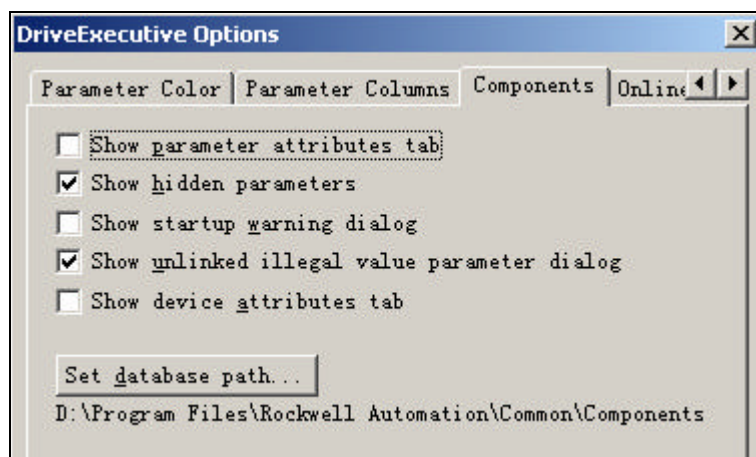 DriveExecutive Options
Parameter Color Parameter Columns Components Online
Show parameter attributes tab
Show hidden parameters
Show startup warning dialog
Show unlinked illegal value parameter dialog
Show device attributes tab
Set database path...
D:\Program Files\Rockwell Automation\Common\Components